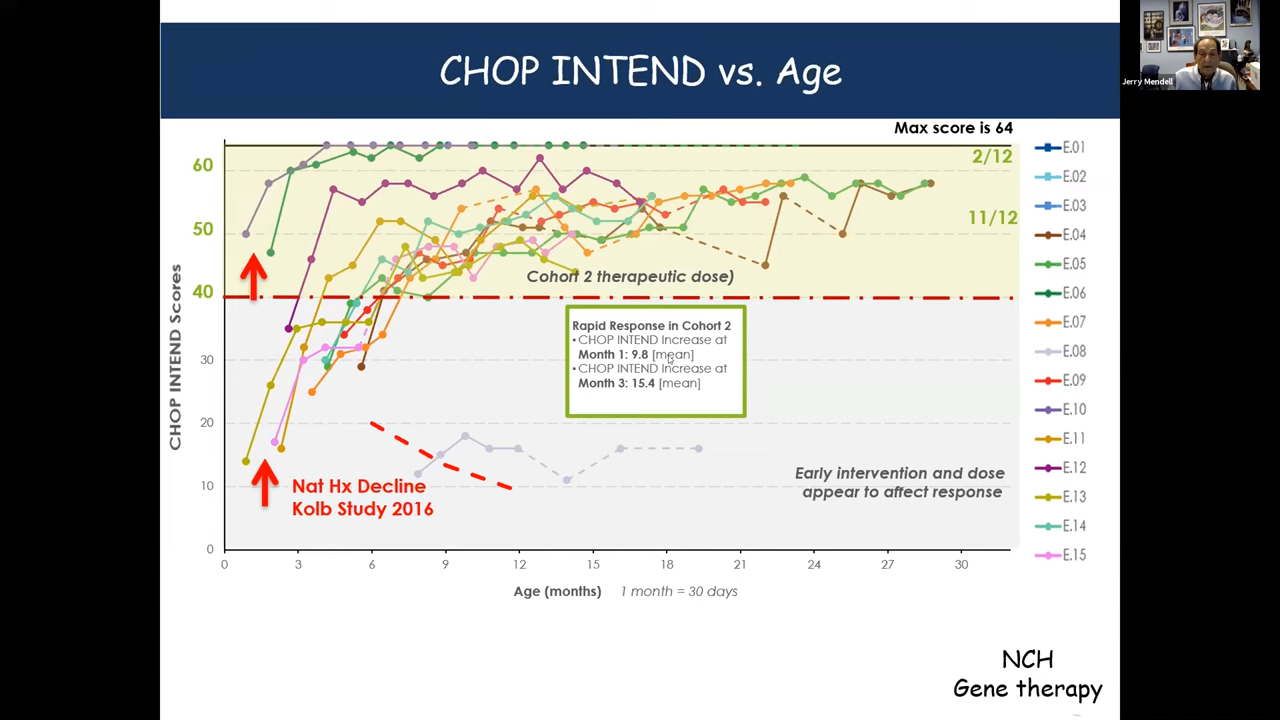 CHOP INTEND vs. Age
Jerry Mendell
Max score is 64
2/12
11/12
CHOP INTEND Scores
60
50
40
30
20
10
0
Cohort 2 therapeutic dose)
Rapid Response in Cohort 2
• CHOP INTEND Increase at
Month 1: 9.8 [mean]
• CHOP INTEND Increase at
Month 3: 15.4 [mean]
Nat Hx Decline
Kolb Study 2016
Early intervention and dose
appear to affect response
0 3 6 9 12 15 18 21 24 27 30
Age (months) 1 month = 30 days
E.01
E.02
E.03
E.04
E.05
E.06
E.07
E.08
E.09
E.10
E.11
E.12
E.13
E.14
E.15
NCH
Gene therapy